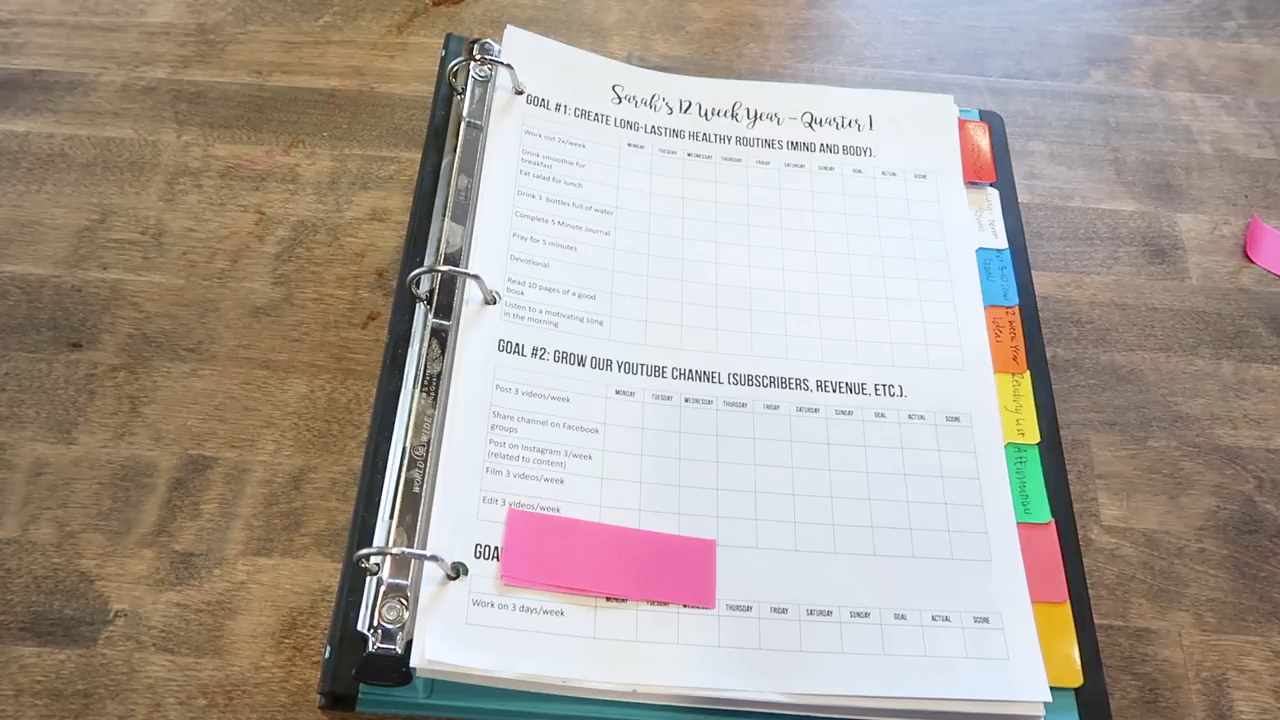 Sarah's 12 Week Year - Quarter 1
GOAL #1: CREATE LONG-LASTING HEALTHY ROUTINES (MIND AND BODY).
MONDAY TUESDAY WEDNESDAY THURSDAY FRIDAY SATURDAY SUNDAY GOAL ACTUAL SCORE
Work out 2x/week
Drink smoothie for
breakfast
Eat salad for lunch
Drink 3 bottles full of water
Complete 5 Minute Journal
Pray for 5 minutes
Devotional
Read 10 pages of a good
book
Listen to a motivating song
in the morning
GOAL #2: GROW OUR YOUTUBE CHANNEL (SUBSCRIBERS, REVENUE, ETC.).
MONDAY TUESDAY WEDNESDAY THURSDAY FRIDAY SATURDAY SUNDAY GOAL ACTUAL SCORE
Post 3 videos/week
Share channel on Facebook
groups
Post on Instagram 3/week
(related to content)
Film 3 videos/week
Edit 3 videos/week
GOA
MONDAY TUESDAY WEDNESDAY THURSDAY FRIDAY SATURDAY SUNDAY GOAL ACTUAL SCORE
Work on 3 days/week
Goals
Goals
12 Week Year
Ideas
Reading List
WORLD WIDE